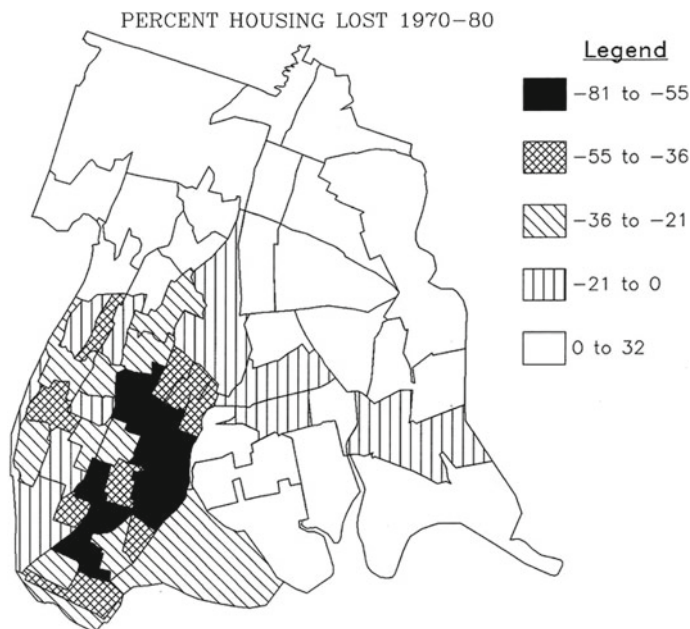 PERCENT HOUSING LOST 1970-80
Legend
-81 to -55
-55 to -36
-36 to -21
-21 to 0
0 to 32